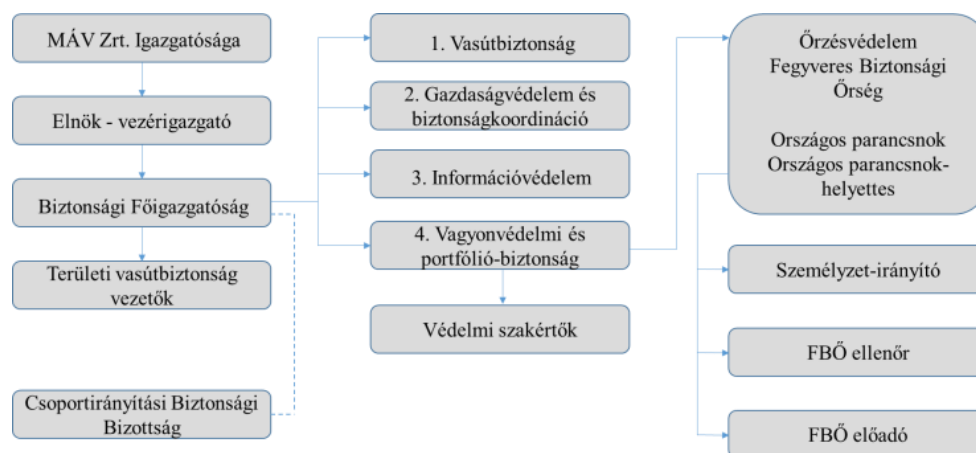 MÁV Zrt. Igazgatósága
Elnök - vezérigazgató
Biztonsági Főigazgatóság
Területi vasútbiztonság
vezetők
Csoportirányítási Biztonsági
Bizottság
1. Vasútbiztonság
2. Gazdaságvédelem és
biztonságkoordináció
3. Információvédelem
4. Vagyonvédelmi és
portfólió-biztonság
Védelmi szakértők
Őrzésvédelem
Fegyveres Biztonsági
Őrség
Országos parancsnok
Országos parancsnok-
helyettes
Személyzet-irányító
FBŐ ellenőr
FBŐ előadó